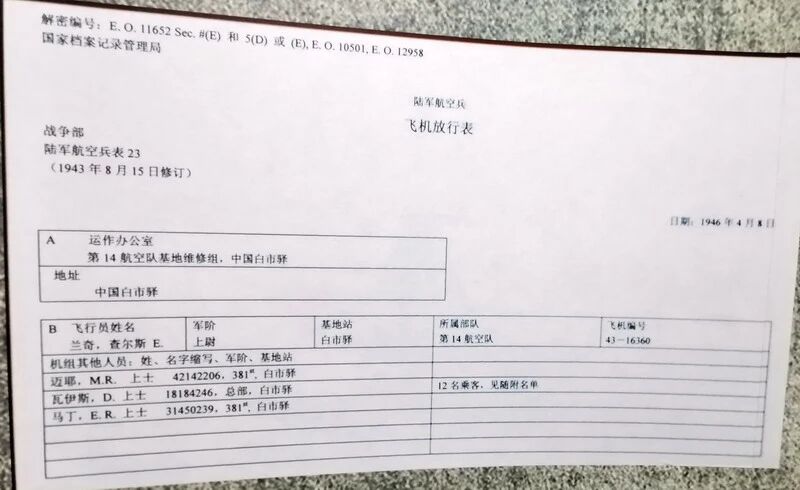 解密编号：E. O. 11652 Sec. #(E) 和 5(D) 或 (E), E. O. 10501, E. O. 12958
国家档案记录管理局
陆军航空兵
飞机放行表
战争部
陆军航空兵表 23
（1943 年 8 月 15 日修订）
日期：1946 年 4 月 8 日
A 运作办公室
第 14 航空队基地维修组，中国白市驿
地址
中国白市驿
B 飞行员姓名 军阶 基地站 所属部队 飞机编号
兰奇，查尔斯 E. 上尉 白市驿 第 14 航空队 43-16360
机组其他人员：姓、名字缩写、军阶、基地站
迈耶，M.R. 上士 42142206，381st, 白市驿
瓦伊斯，D. 上士 18184246，总部，白市驿 12 名乘客，见随附名单
马丁，E. R. 上士 31450239，381st, 白市驿